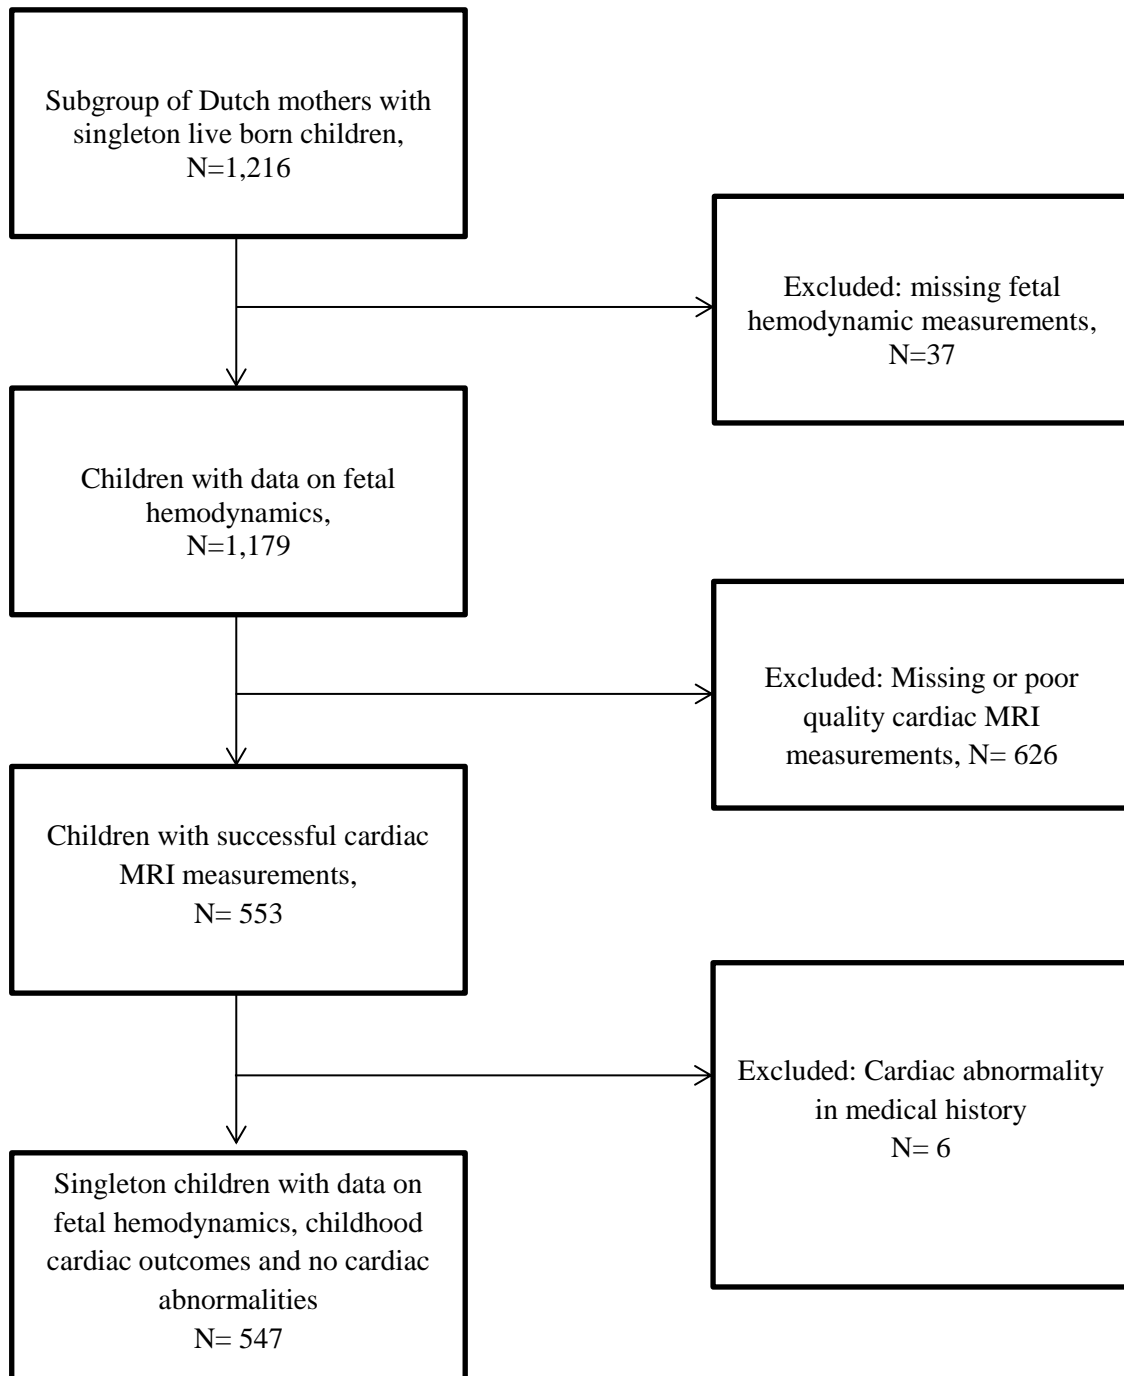 Subgroup of Dutch mothers with
singleton live born children,
N=1,216
Excluded: missing fetal
hemodynamic measurements,
N=37
Children with data on fetal
hemodynamics,
N=1,179
Excluded: Missing or poor
quality cardiac MRI
measurements, N= 626
Children with successful cardiac
MRI measurements,
N= 553
Excluded: Cardiac abnormality
in medical history
N= 6
Singleton children with data on
fetal hemodynamics, childhood
cardiac outcomes and no cardiac
abnormalities
N= 547